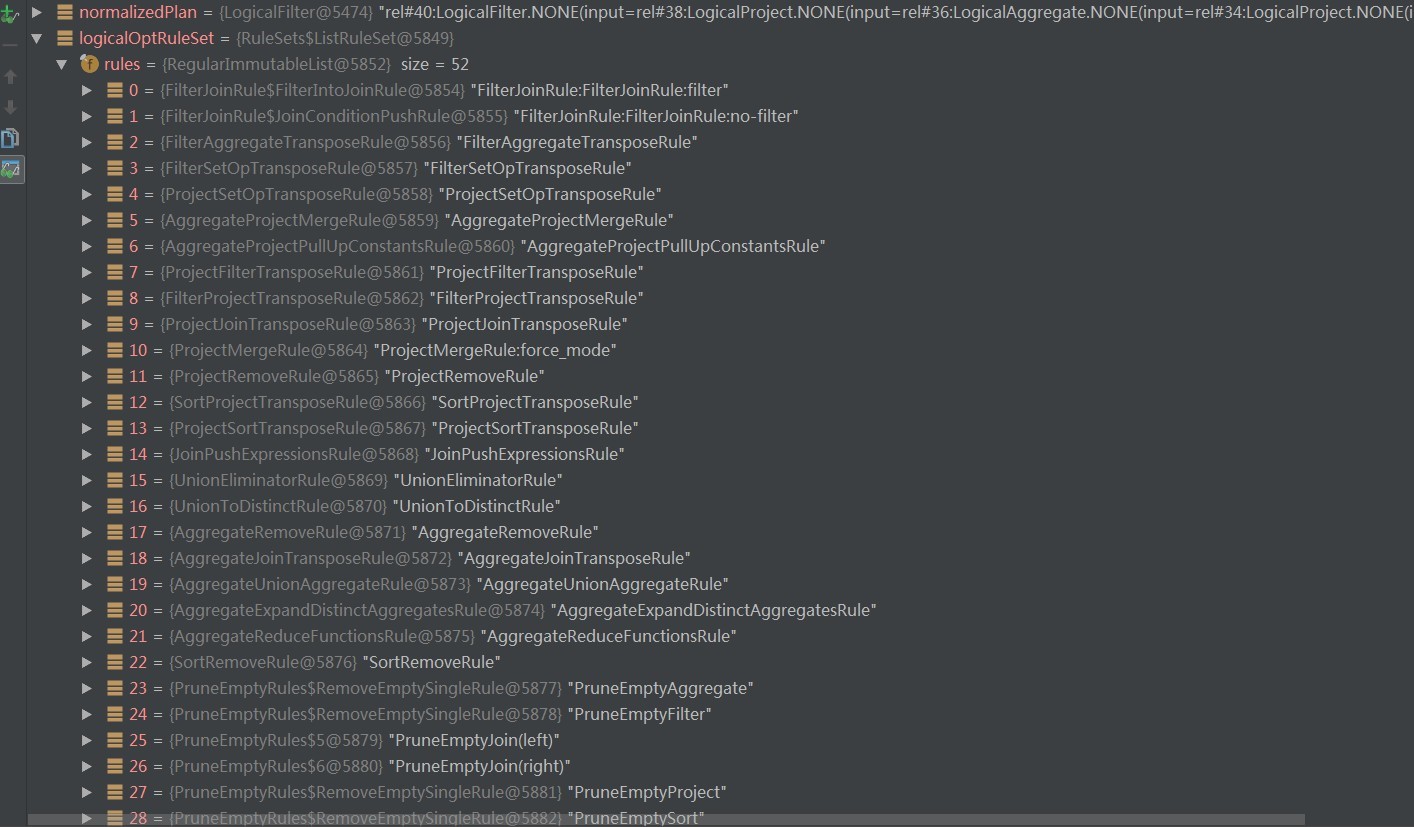 normalizedPlan = {LogicalFilter@5474} "rel#40:LogicalFilter.NONE(input=rel#38:LogicalProject.NONE(input=rel#36:LogicalAggregate.NONE(input=rel#34:LogicalProject.NONE(i
logicalOptRuleSet = {RuleSets$ListRuleSet@5849}
f rules = {RegularImmutableList@5852} size = 52
0 = {FilterJoinRule$FilterIntoJoinRule@5854} "FilterJoinRule:FilterJoinRule:filter"
1 = {FilterJoinRule$JoinConditionPushRule@5855} "FilterJoinRule:FilterJoinRule:no-filter"
2 = {FilterAggregateTransposeRule@5856} "FilterAggregateTransposeRule"
3 = {FilterSetOpTransposeRule@5857} "FilterSetOpTransposeRule"
4 = {ProjectSetOpTransposeRule@5858} "ProjectSetOpTransposeRule"
5 = {AggregateProjectMergeRule@5859} "AggregateProjectMergeRule"
6 = {AggregateProjectPullUpConstantsRule@5860} "AggregateProjectPullUpConstantsRule"
7 = {ProjectFilterTransposeRule@5861} "ProjectFilterTransposeRule"
8 = {FilterProjectTransposeRule@5862} "FilterProjectTransposeRule"
9 = {ProjectJoinTransposeRule@5863} "ProjectJoinTransposeRule"
10 = {ProjectMergeRule@5864} "ProjectMergeRule:force_mode"
11 = {ProjectRemoveRule@5865} "ProjectRemoveRule"
12 = {SortProjectTransposeRule@5866} "SortProjectTransposeRule"
13 = {ProjectSortTransposeRule@5867} "ProjectSortTransposeRule"
14 = {JoinPushExpressionsRule@5868} "JoinPushExpressionsRule"
15 = {UnionEliminatorRule@5869} "UnionEliminatorRule"
16 = {UnionToDistinctRule@5870} "UnionToDistinctRule"
17 = {AggregateRemoveRule@5871} "AggregateRemoveRule"
18 = {AggregateJoinTransposeRule@5872} "AggregateJoinTransposeRule"
19 = {AggregateUnionAggregateRule@5873} "AggregateUnionAggregateRule"
20 = {AggregateExpandDistinctAggregatesRule@5874} "AggregateExpandDistinctAggregatesRule"
21 = {AggregateReduceFunctionsRule@5875} "AggregateReduceFunctionsRule"
22 = {SortRemoveRule@5876} "SortRemoveRule"
23 = {PruneEmptyRules$RemoveEmptySingleRule@5877} "PruneEmptyAggregate"
24 = {PruneEmptyRules$RemoveEmptySingleRule@5878} "PruneEmptyFilter"
25 = {PruneEmptyRules$5@5879} "PruneEmptyJoin(left)"
26 = {PruneEmptyRules$6@5880} "PruneEmptyJoin(right)"
27 = {PruneEmptyRules$RemoveEmptySingleRule@5881} "PruneEmptyProject"
28 = {PruneEmptyRules$RemoveEmptySingleRule@5882} "PruneEmptySort"